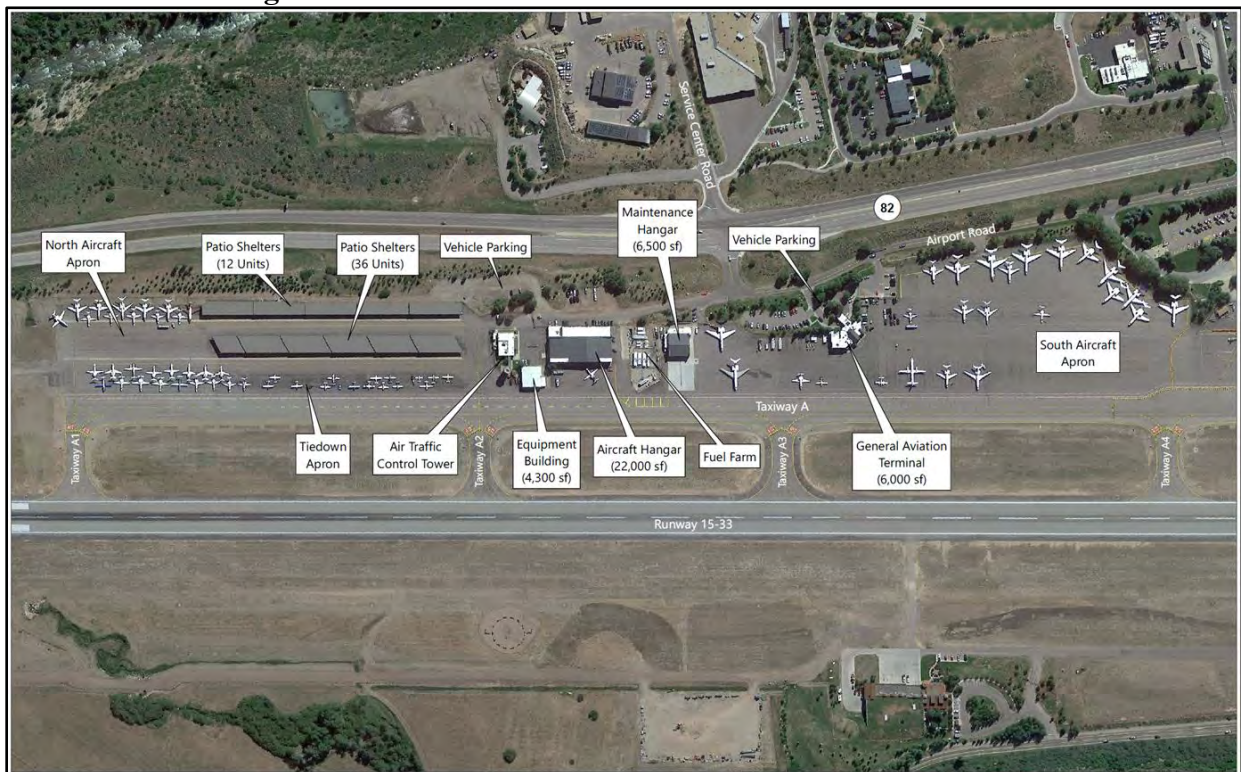 Service Center Road
82
Maintenance
Hangar
(6,500 sf)
North Aircraft
Apron
Patio Shelters
(12 Units)
Patio Shelters
(36 Units)
Vehicle Parking
Vehicle Parking
Airport Road
South Aircraft
Apron
Taxiway A
Taxiway A1
Tiedown
Apron
Air Traffic
Control Tower
Taxiway A2
Equipment
Building
(4,300 sf)
Aircraft Hangar
(22,000 sf)
Fuel Farm
Taxiway A3
General Aviation
Terminal
(6,000 sf)
Taxiway A4
Runway 15-33